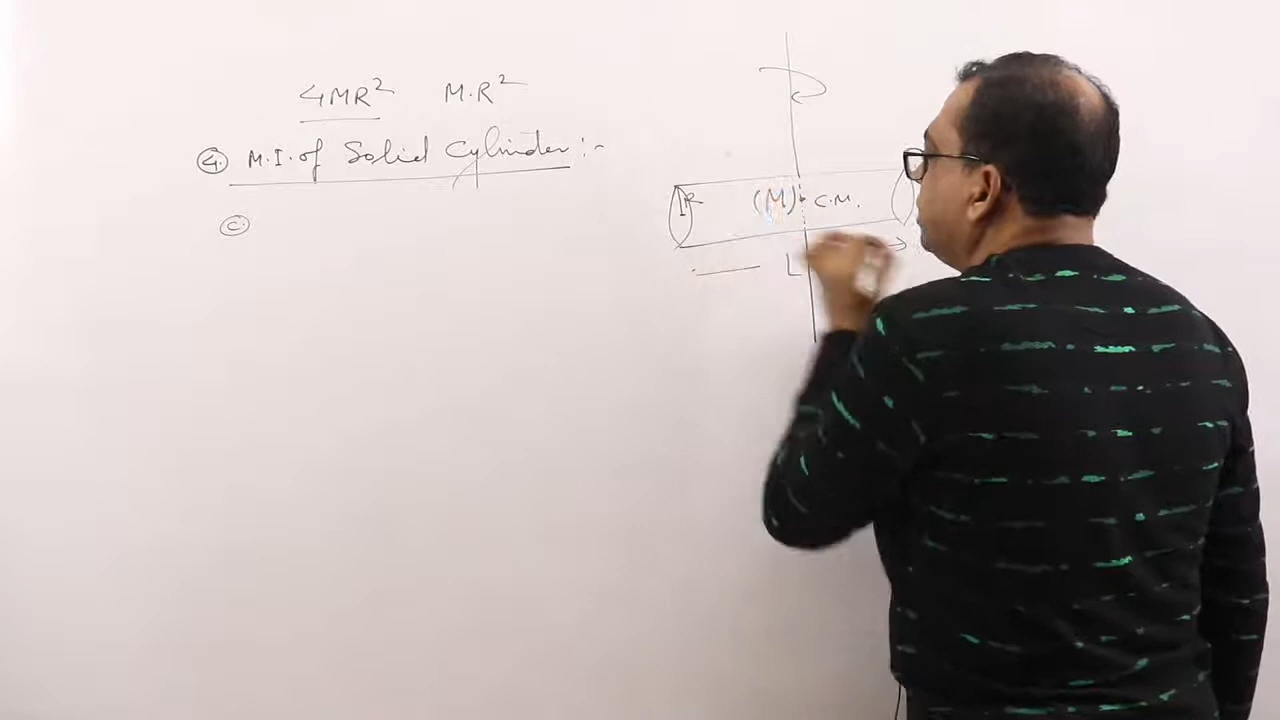 4MR² M.R²
④ M.I. of Solid Cylinder :-
ⓒ
R (M) C.M.
L